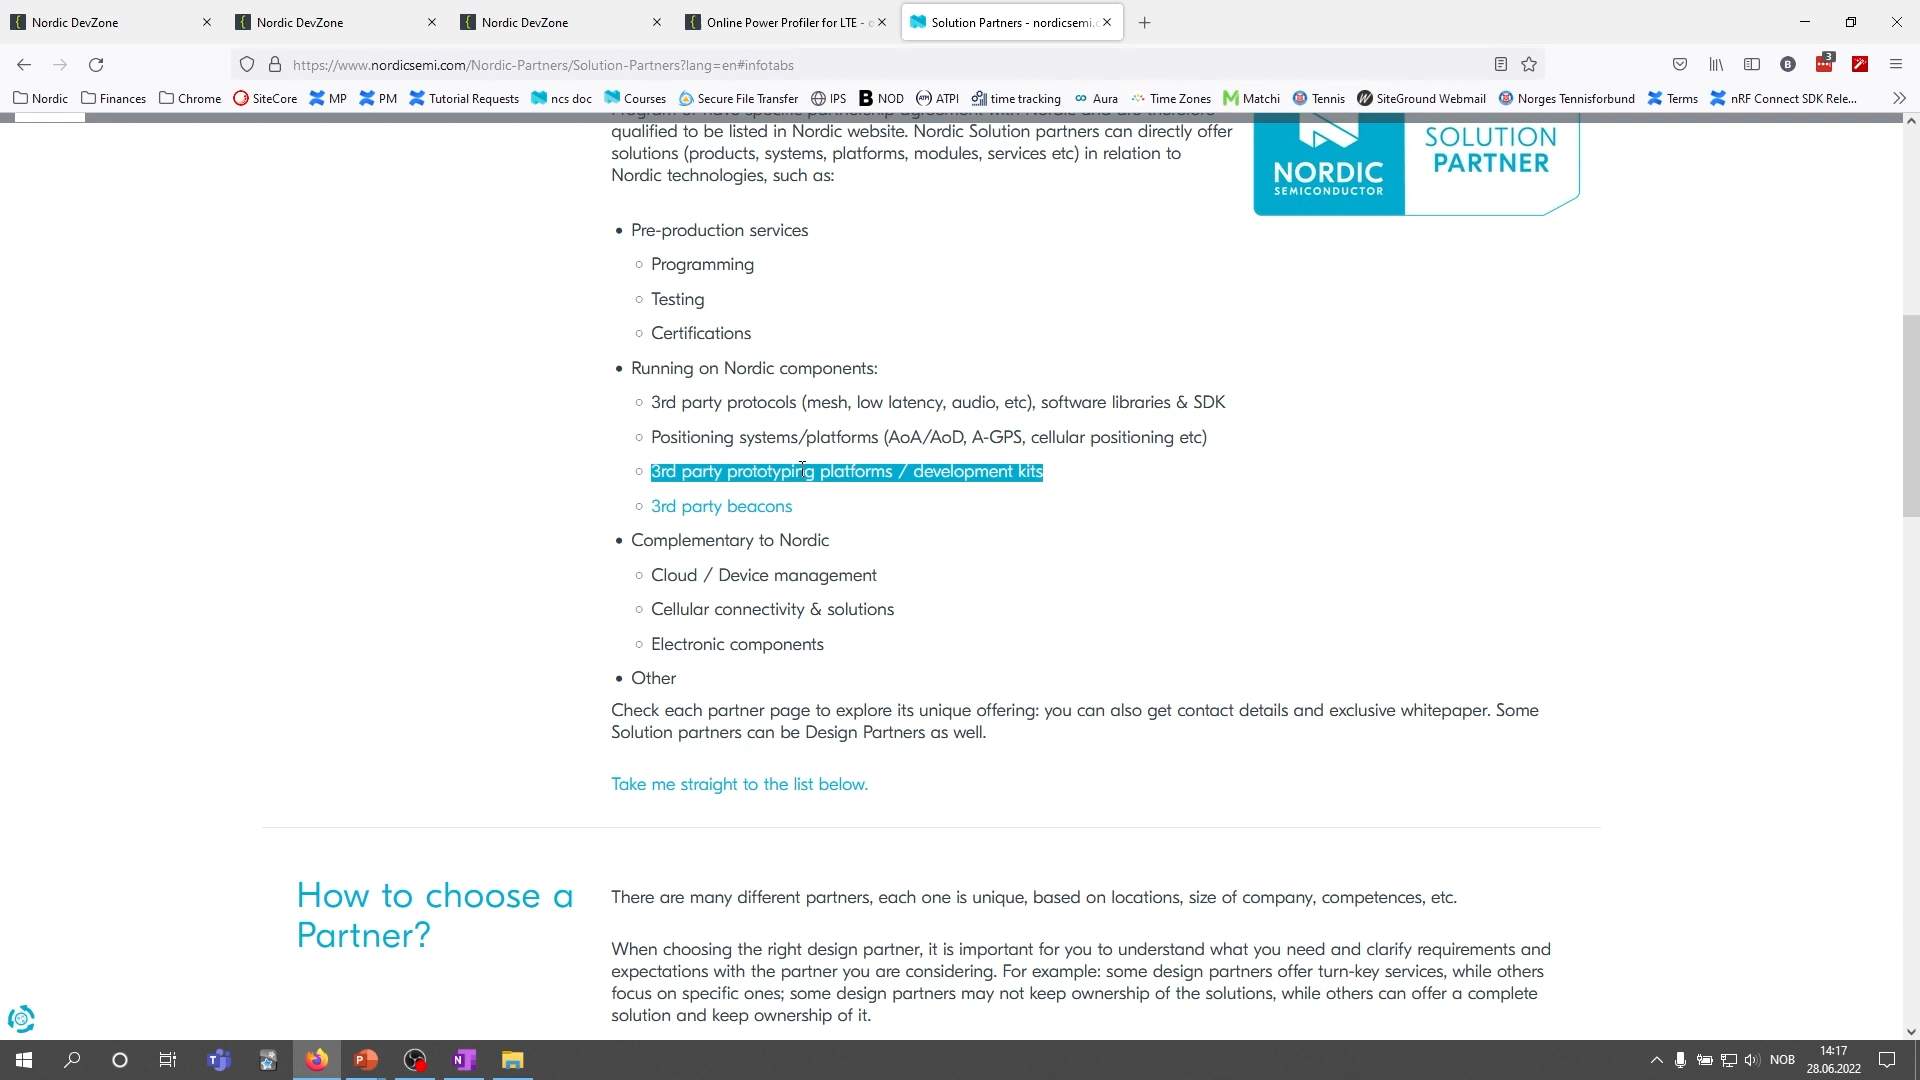 Nordic DevZone
Nordic DevZone
Nordic DevZone
Online Power Profiler for LTE -
Solution Partners - nordicsemi.c
https://www.nordicsemi.com/Nordic-Partners/Solution-Partners?lang=en#infotabs
B
3
Nordic
Finances
Chrome
SiteCore
MP
PM
Tutorial Requests
ncs doc
Courses
Secure File Transfer
IPS
NOD
ATPI
time tracking
Aura
Time Zones
Matchi
Tennis
SiteGround Webmail
Norges Tennisforbund
Terms
nRF Connect SDK Rele...
Program or have specific partnership agreement with Nordic and are therefore
qualified to be listed in Nordic website. Nordic Solution partners can directly offer
solutions (products, systems, platforms, modules, services etc) in relation to
Nordic technologies, such as:
NORDIC
SEMICONDUCTOR
SOLUTION
PARTNER
• Pre-production services
○ Programming
○ Testing
○ Certifications
• Running on Nordic components:
○ 3rd party protocols (mesh, low latency, audio, etc), software libraries & SDK
○ Positioning systems/platforms (AoA/AoD, A-GPS, cellular positioning etc)
○ 3rd party prototyping platforms / development kits
○ 3rd party beacons
• Complementary to Nordic
○ Cloud / Device management
○ Cellular connectivity & solutions
○ Electronic components
• Other
Check each partner page to explore its unique offering: you can also get contact details and exclusive whitepaper. Some
Solution partners can be Design Partners as well.
Take me straight to the list below.
How to choose a
Partner?
There are many different partners, each one is unique, based on locations, size of company, competences, etc.
When choosing the right design partner, it is important for you to understand what you need and clarify requirements and
expectations with the partner you are considering. For example: some design partners offer turn-key services, while others
focus on specific ones; some design partners may not keep ownership of the solutions, while others can offer a complete
solution and keep ownership of it.
NOB
14:17
28.06.2022